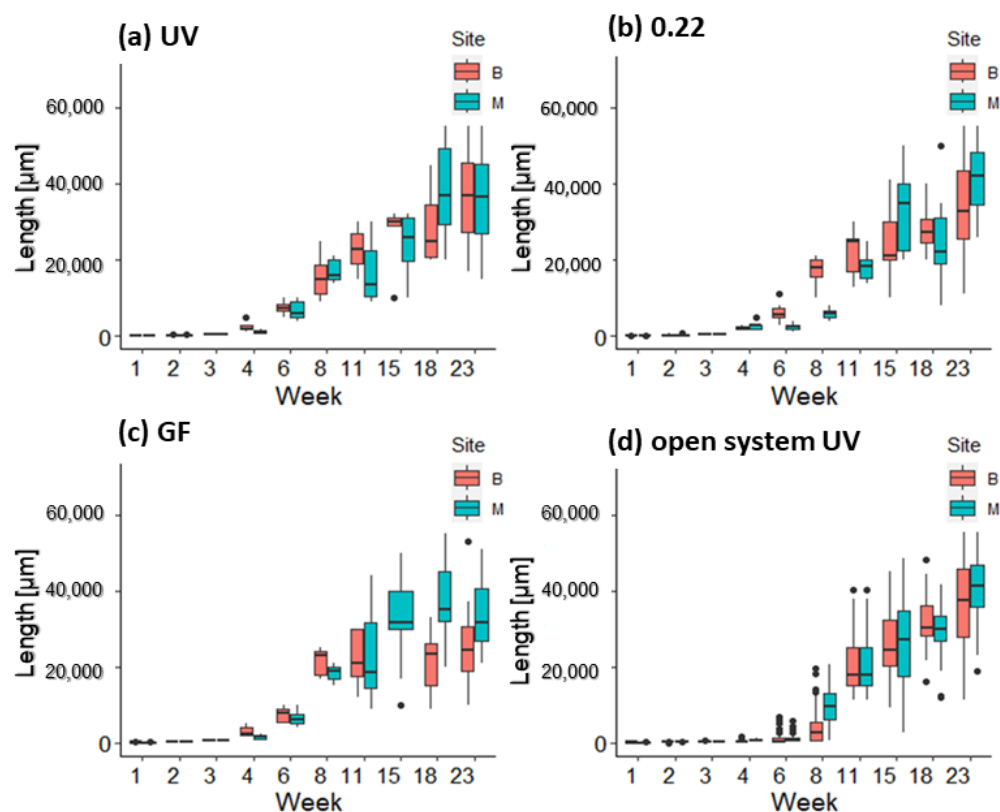 (a) UV
Site
B
M
60,000
40,000
20,000
0
Length [µm]
1 2 3 4 6 8 11 15 18 23
Week
(b) 0.22
Site
B
M
60,000
40,000
20,000
0
Length [µm]
1 2 3 4 6 8 11 15 18 23
Week
(c) GF
Site
B
M
60,000
40,000
20,000
0
Length [µm]
1 2 3 4 6 8 11 15 18 23
Week
(d) open system UV
Site
B
M
60,000
40,000
20,000
0
Length [µm]
1 2 3 4 6 8 11 15 18 23
Week